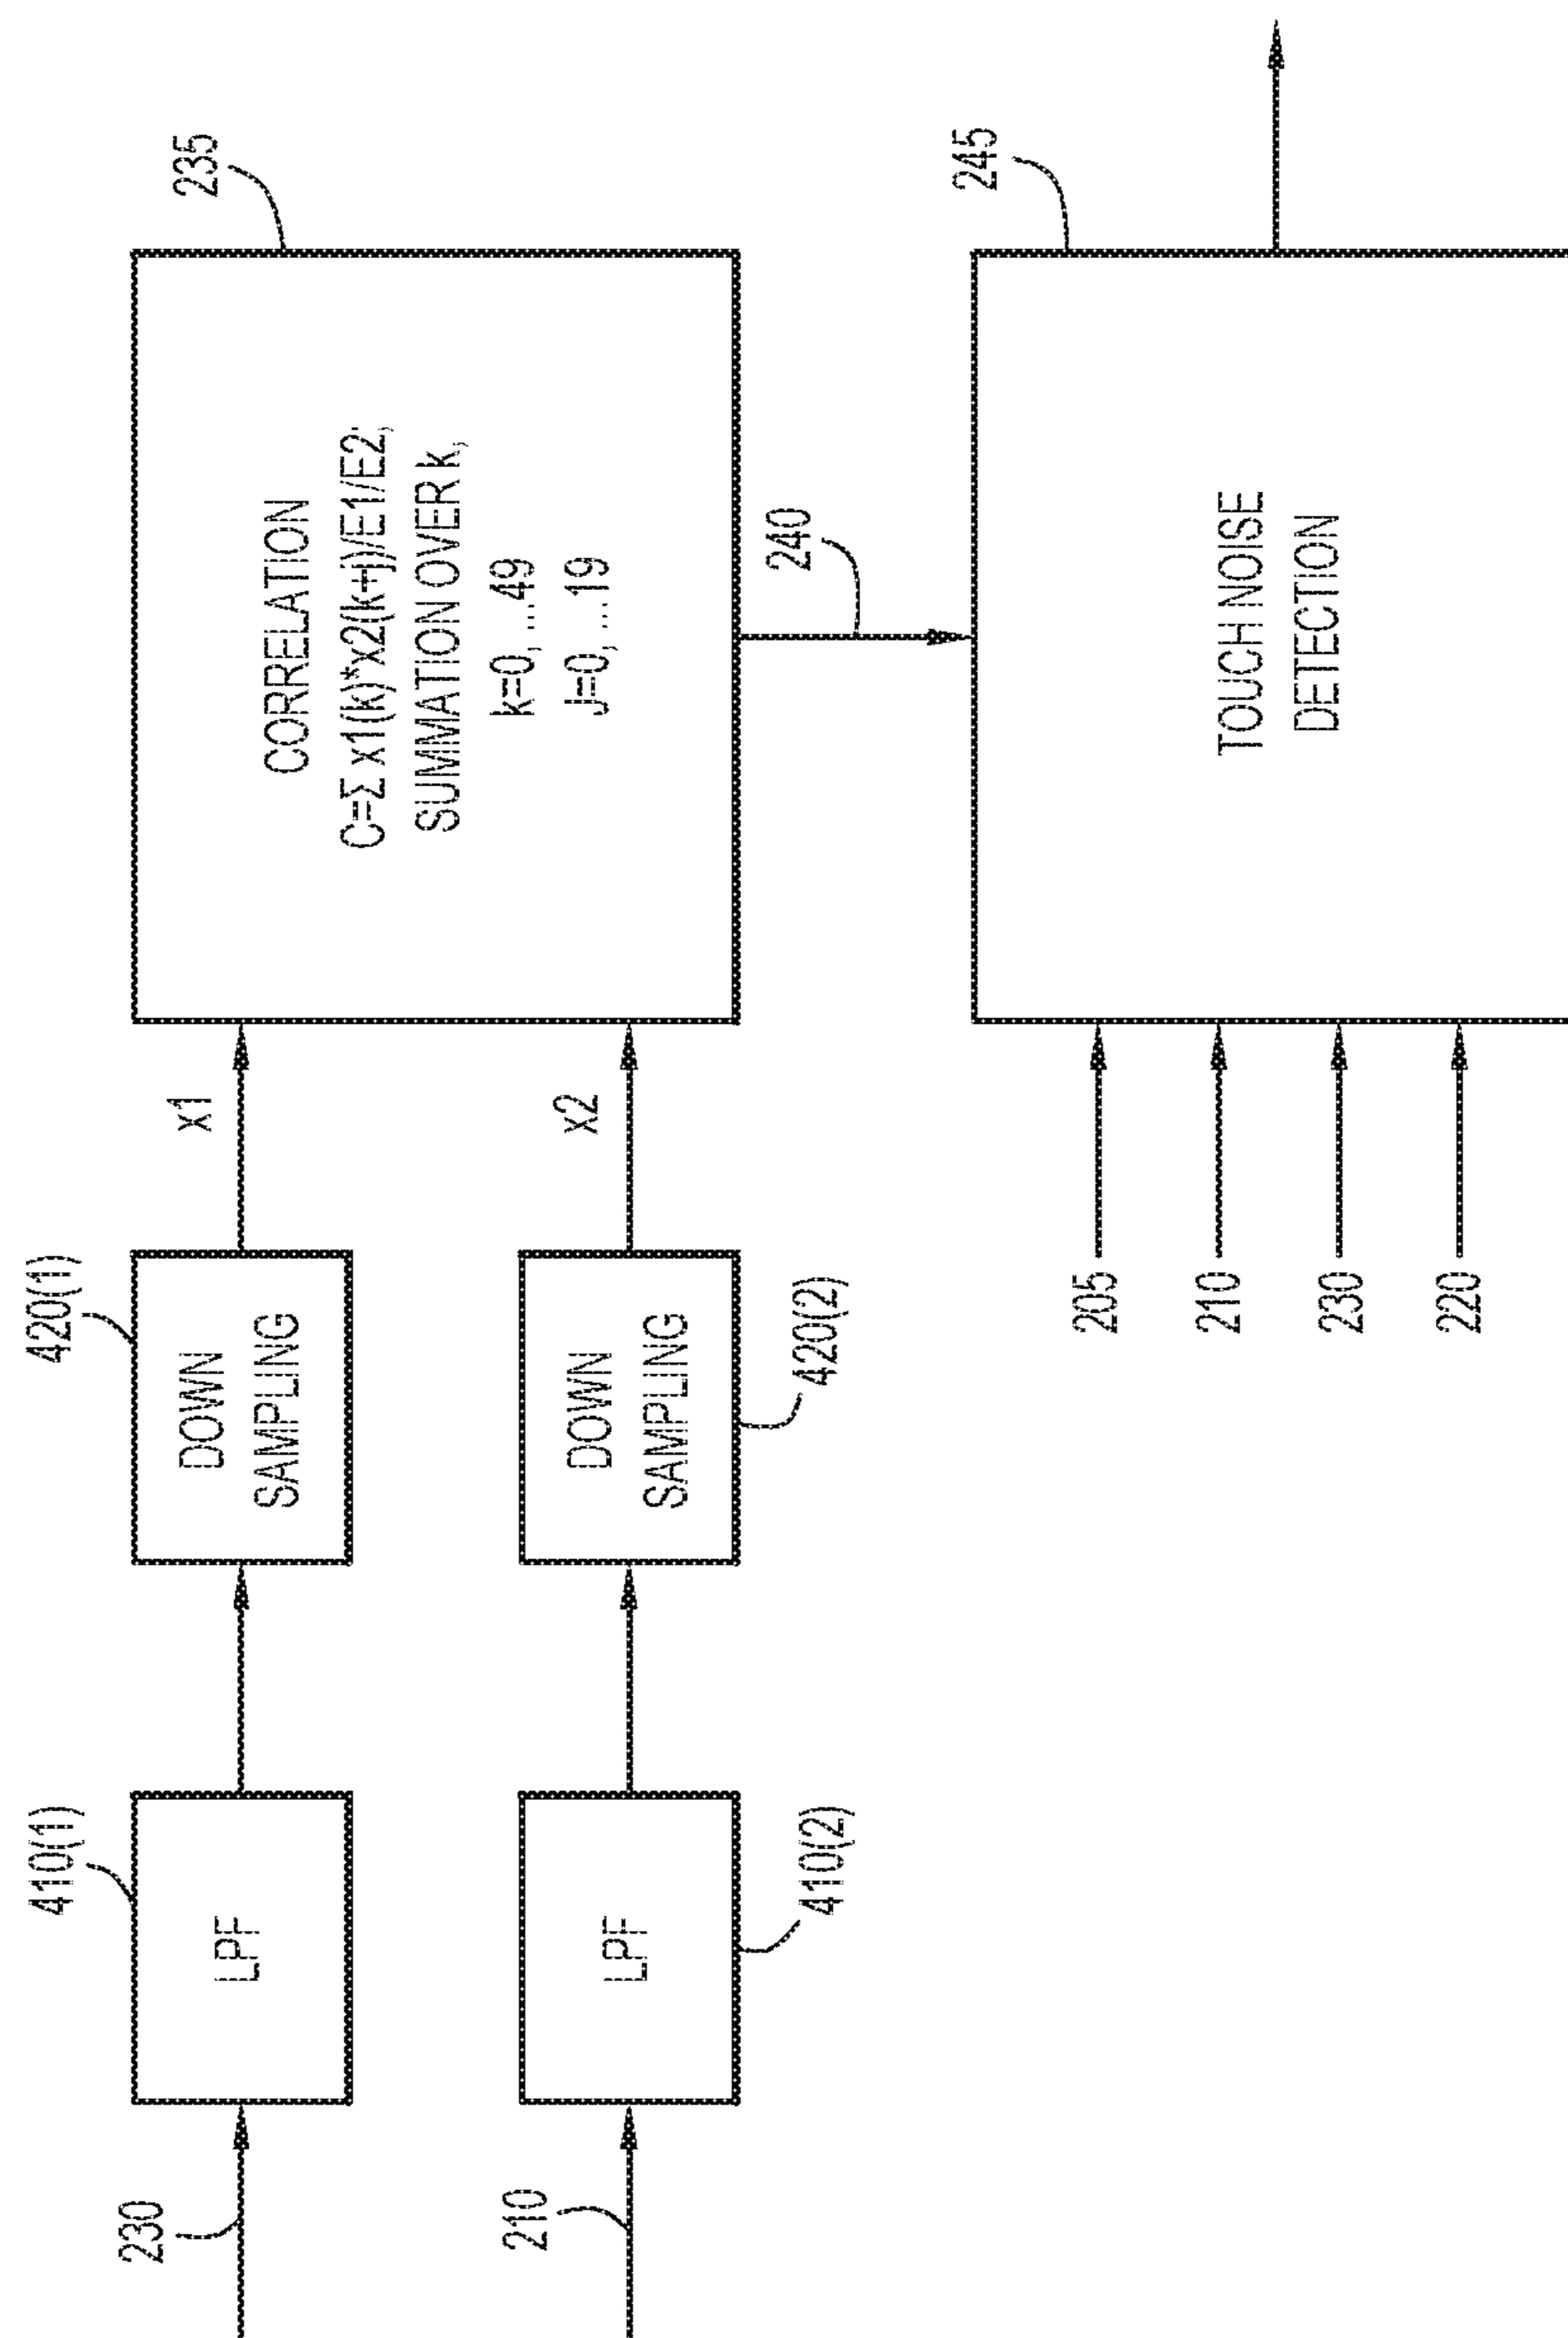 230
410(1)
LPF
420(1)
DOWN
SAMPLING
x1
235
CORRELATION
C=Σ x1(k)*x2(k+j)/E1/E2;
SUMMATION OVER k,
k=0, ...49
J=0, ...19
210
LPF
410(2)
DOWN
SAMPLING
420(2)
x2
240
245
TOUCH NOISE
DETECTION
205
210
230
220